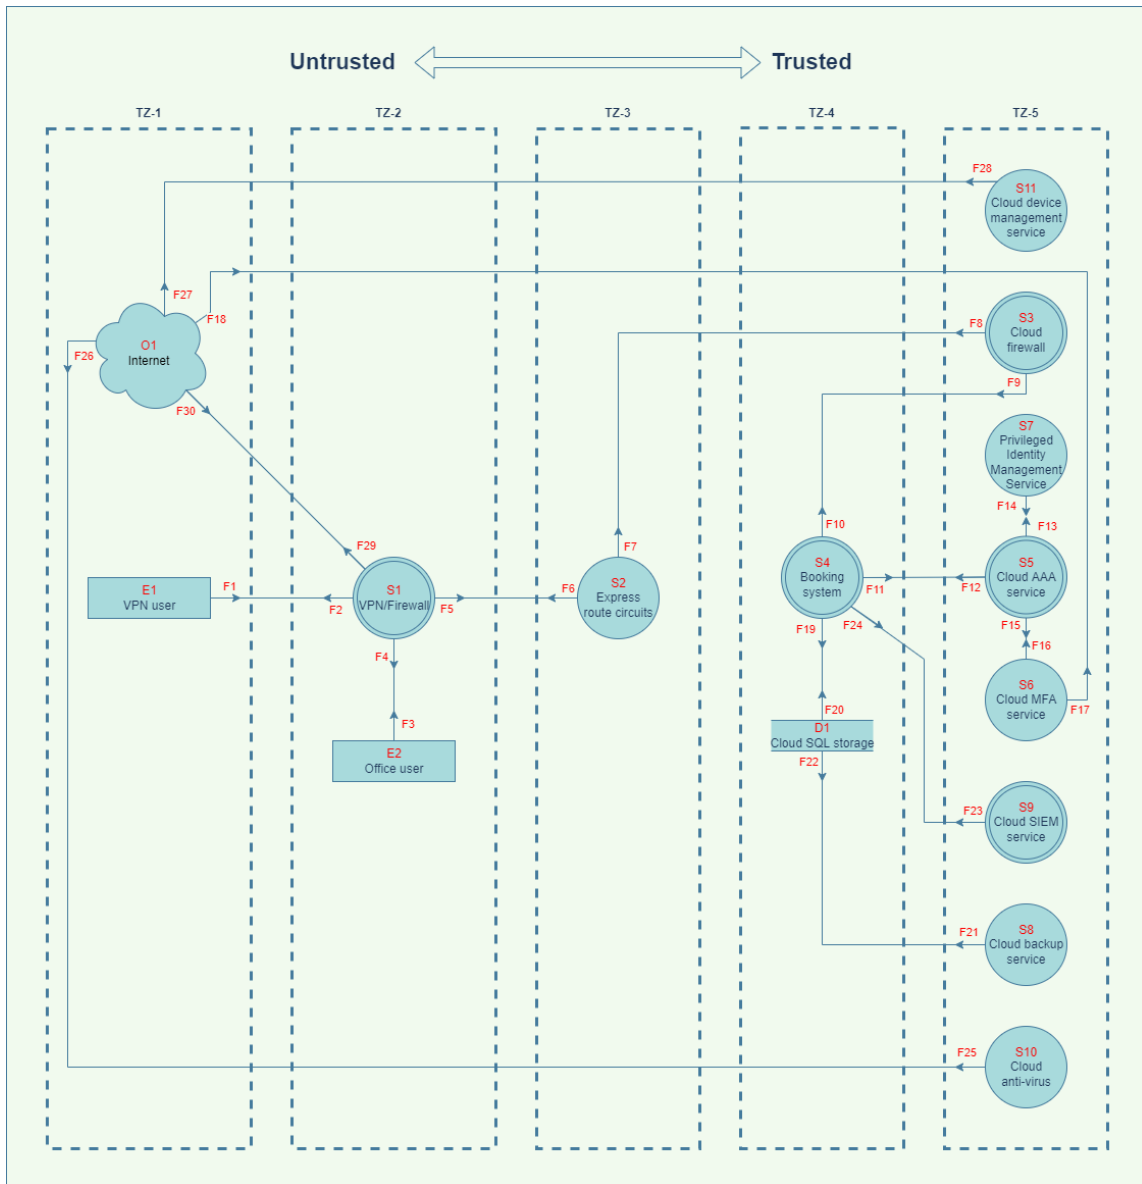 Untrusted
Trusted
TZ-1
TZ-2
TZ-3
TZ-4
TZ-5
F28
S11
Cloud device
management
service
F27
F18
O1
Internet
F26
F30
F8
S3
Cloud
firewall
F9
S7
Privileged
Identity
Management
Service
F14
F13
F10
F7
F29
E1
VPN user
F1
F2
S1
VPN/Firewall
F5
F6
S2
Express
route circuits
S4
Booking
system
F11
F12
S5
Cloud AAA
service
F4
F19
F24
F15
F16
F3
E2
Office user
F20
D1
Cloud SQL storage
F22
S6
Cloud MFA
service
F17
F23
S9
Cloud SIEM
service
F21
S8
Cloud backup
service
F25
S10
Cloud
anti-virus